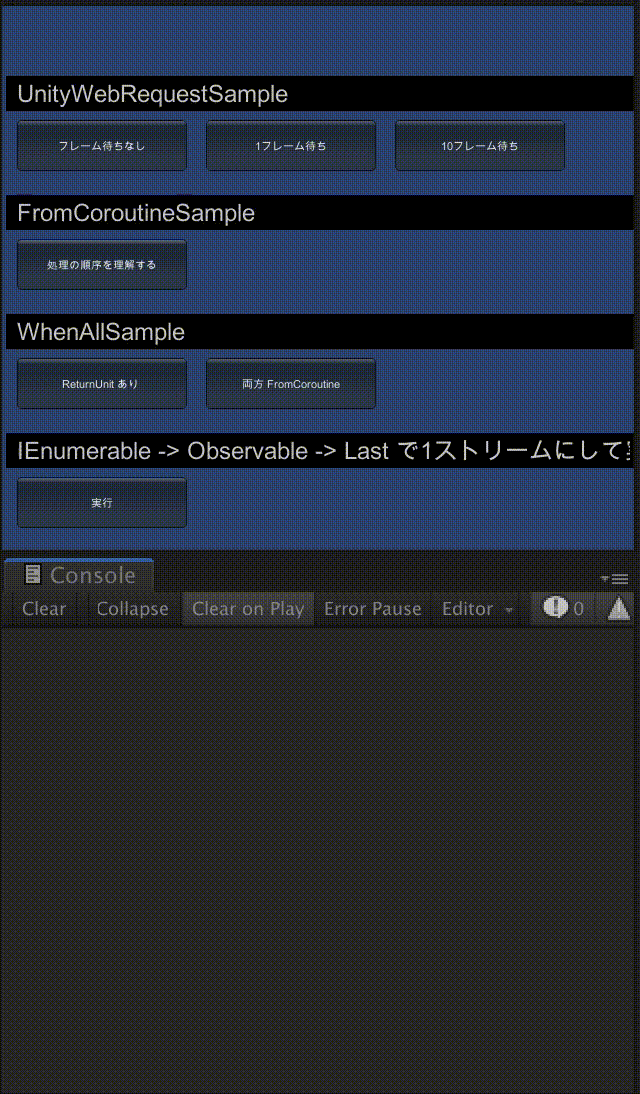 UnityWebRequestSample
フレーム待ちなし 1フレーム待ち 10フレーム待ち
FromCoroutineSample
処理の順序を理解する
WhenAllSample
ReturnUnit あり 両方 FromCoroutine
IEnumerable -> Observable -> Last で1ストリームにして
実行
Console
Clear Collapse Clear on Play Error Pause Editor 0